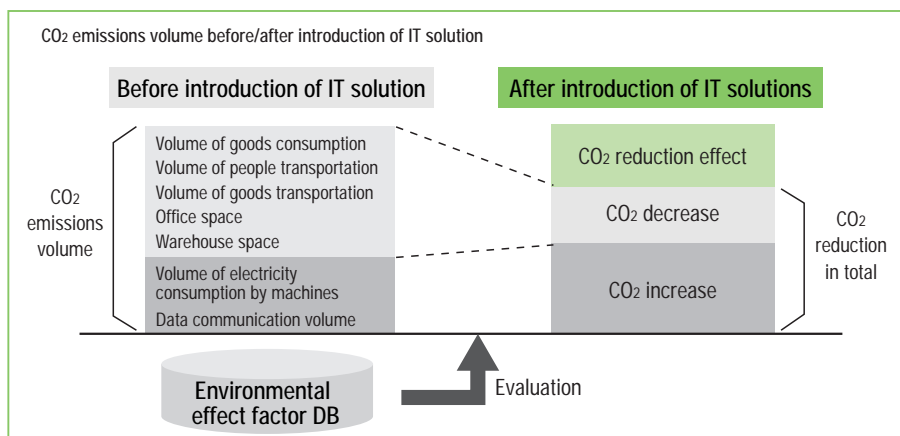 CO2 emissions volume before/after introduction of IT solution
Before introduction of IT solution
After introduction of IT solutions
CO2
emissions
volume
Volume of goods consumption
Volume of people transportation
Volume of goods transportation
Office space
Warehouse space
Volume of electricity
consumption by machines
Data communication volume
CO2 reduction effect
CO2 decrease
CO2 increase
CO2
reduction
in total
Environmental
effect factor DB
Evaluation